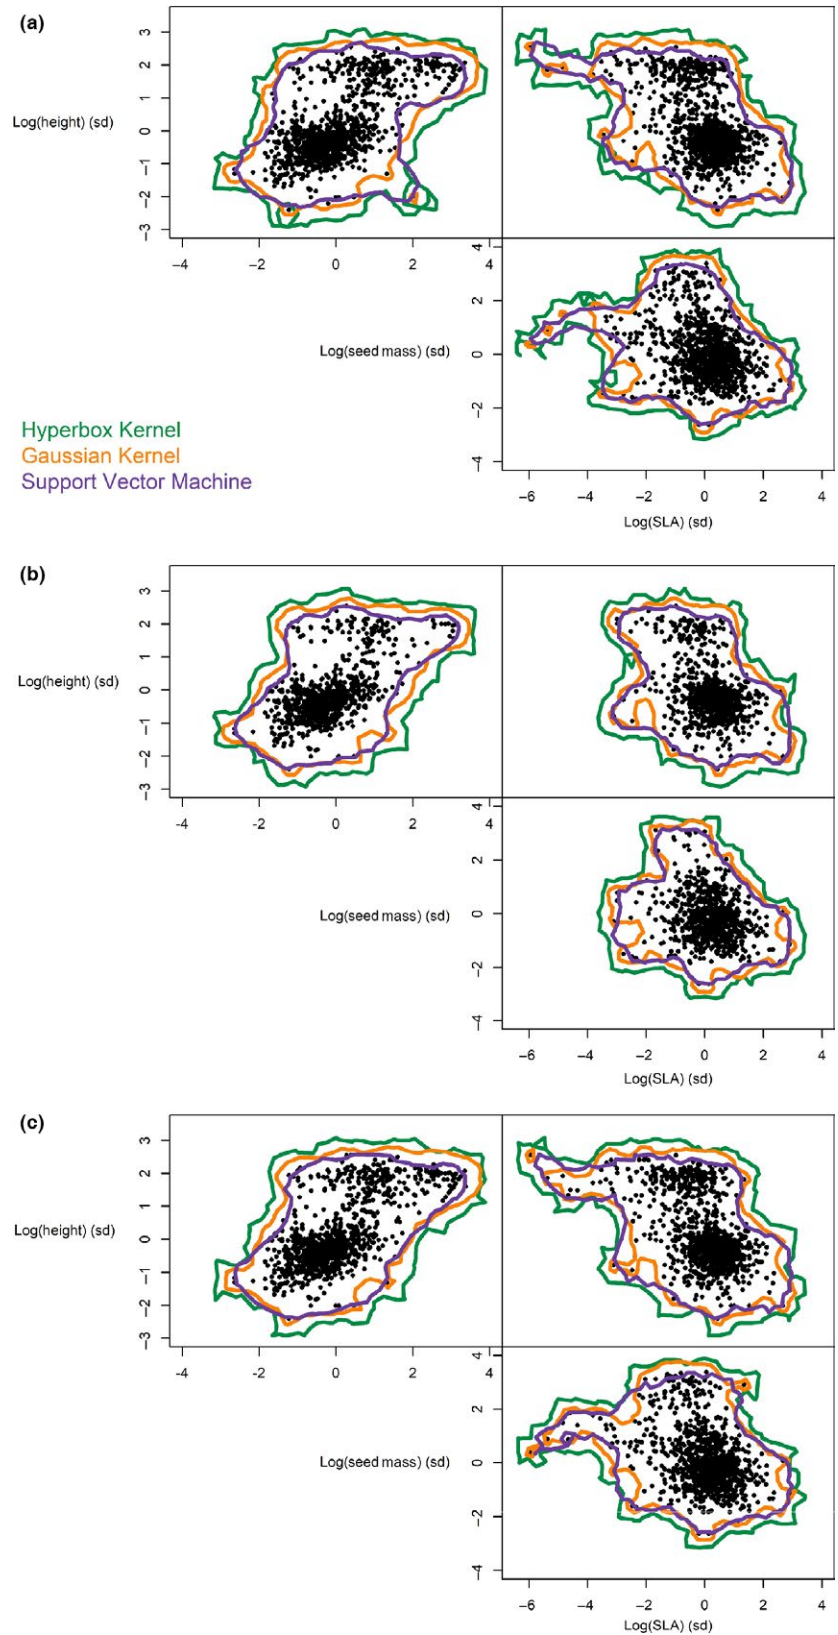 (a)
3
2
1
0
−1
−2
−3
Log(height) (sd)
−4 −2 0 2 4
4
2
0
−2
−4
Log(seed mass) (sd)
Hyperbox Kernel
Gaussian Kernel
Support Vector Machine
−6 −4 −2 0 2 4
Log(SLA) (sd)
(b)
3
2
1
0
−1
−2
−3
Log(height) (sd)
-4 -2 0 2 4
4
2
0
−2
−4
Log(seed mass) (sd)
−6 −4 −2 0 2 4
Log(SLA) (sd)
(c)
3
2
1
0
−1
−2
−3
Log(height) (sd)
−4 −2 0 2 4
4
2
0
−2
−4
Log(seed mass) (sd)
−6 −4 −2 0 2 4
Log(SLA) (sd)